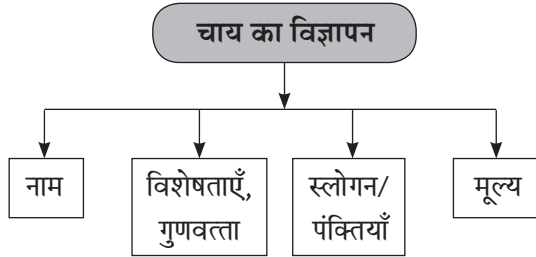 चाय का विज्ञापन
नाम
विशेषताएँ,
गुणवत्ता
स्लोगन/
पंक्तियाँ
मूल्य